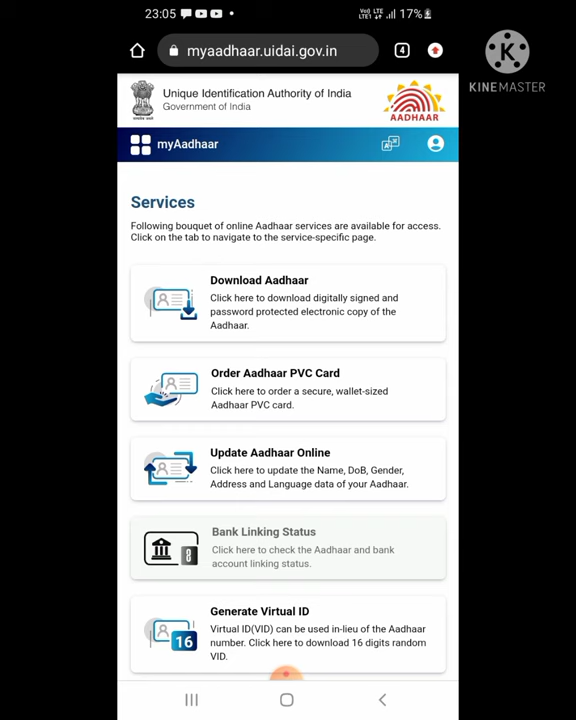 23:05
17%
myaadhaar.uidai.gov.in
4
K
KINEMASTER
Unique Identification Authority of India
Government of India
AADHAAR
myAadhaar
Services
Following bouquet of online Aadhaar services are available for access.
Click on the tab to navigate to the service-specific page.
Download Aadhaar
Click here to download digitally signed and
password protected electronic copy of the
Aadhaar.
Order Aadhaar PVC Card
Click here to order a secure, wallet-sized
Aadhaar PVC card.
Update Aadhaar Online
Click here to update the Name, DoB, Gender,
Address and Language data of your Aadhaar.
Bank Linking Status
Click here to check the Aadhaar and bank
account linking status.
Generate Virtual ID
16
Virtual ID(VID) can be used in-lieu of the Aadhaar
number. Click here to download 16 digits random
VID.